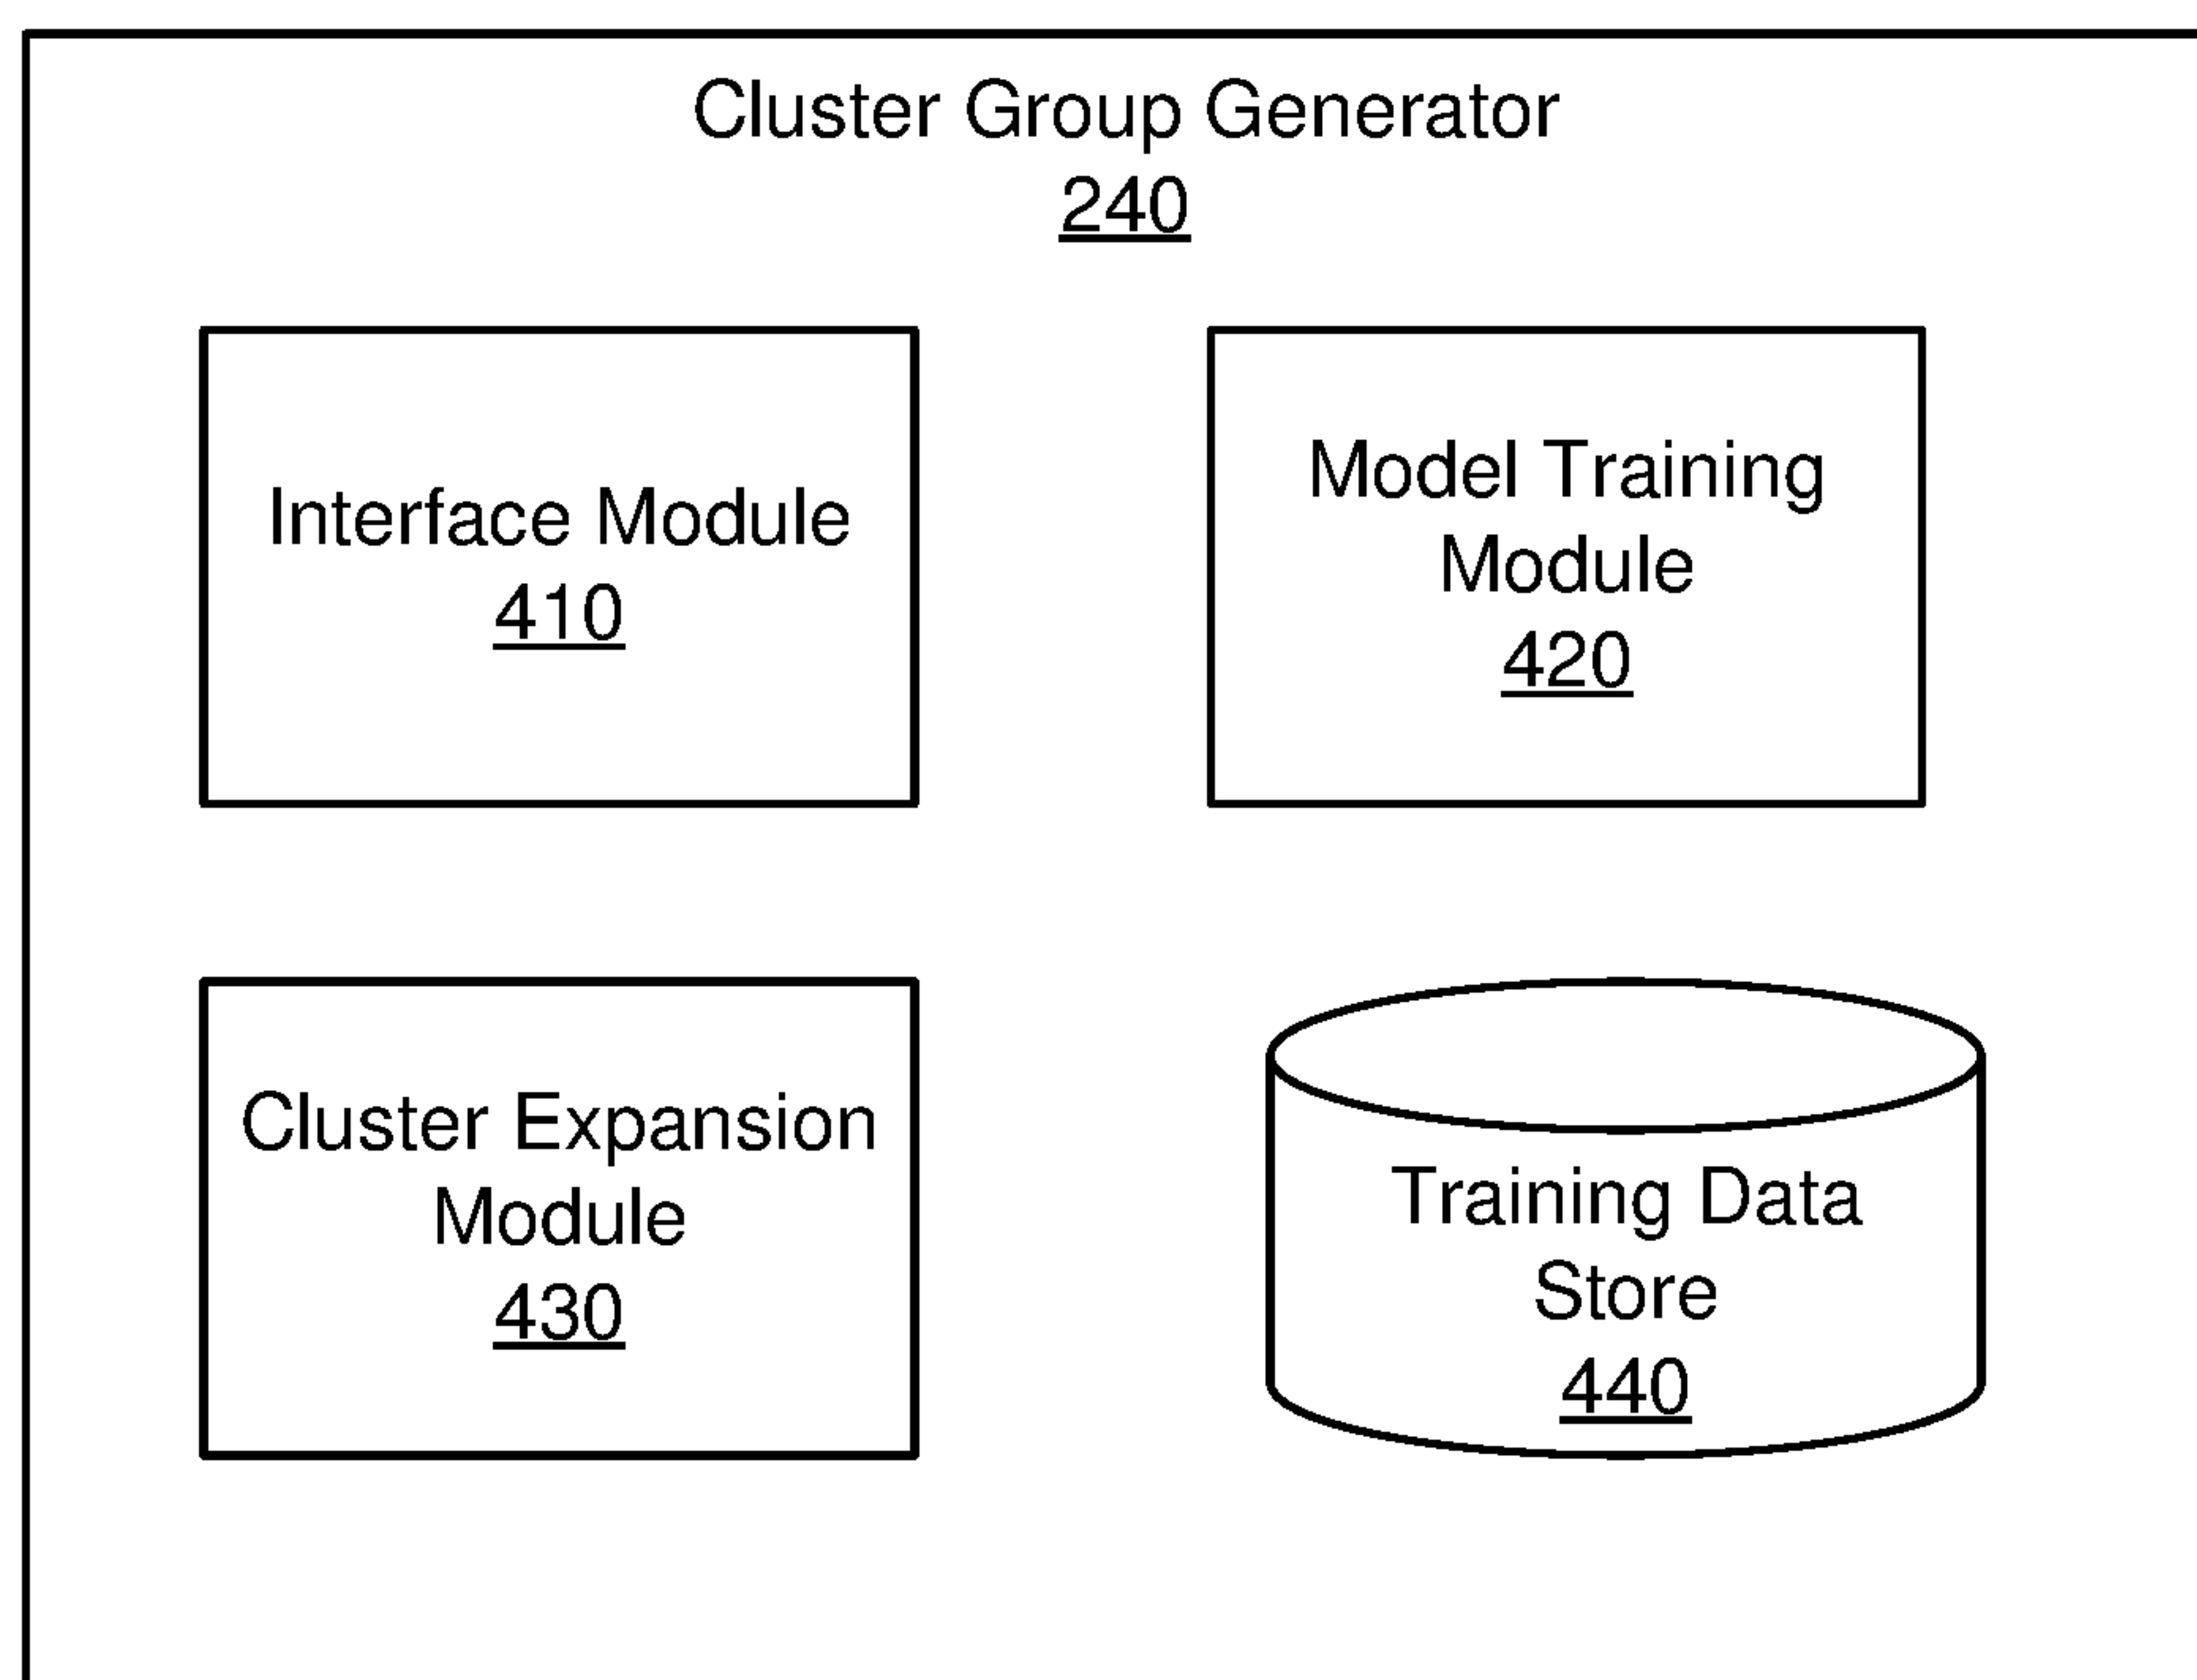 Cluster Group Generator
240
Interface Module
410
Model Training
Module
420
Cluster Expansion
Module
430
Training Data
Store
440